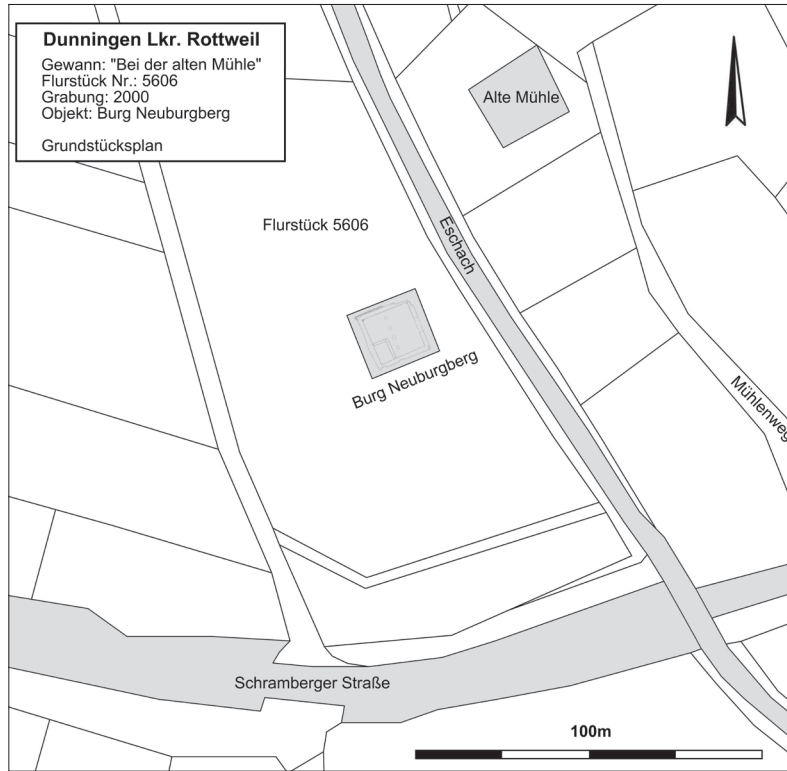 Dunningen Lkr. Rottweil
Gewann: "Bei der alten Mühle"
Flurstück Nr.: 5606
Grabung: 2000
Objekt: Burg Neuburgberg
Grundstücksplan
Alte Mühle
Flurstück 5606
Eschach
Burg Neuburgberg
Mühlenweg
Schramberger Straße
100m